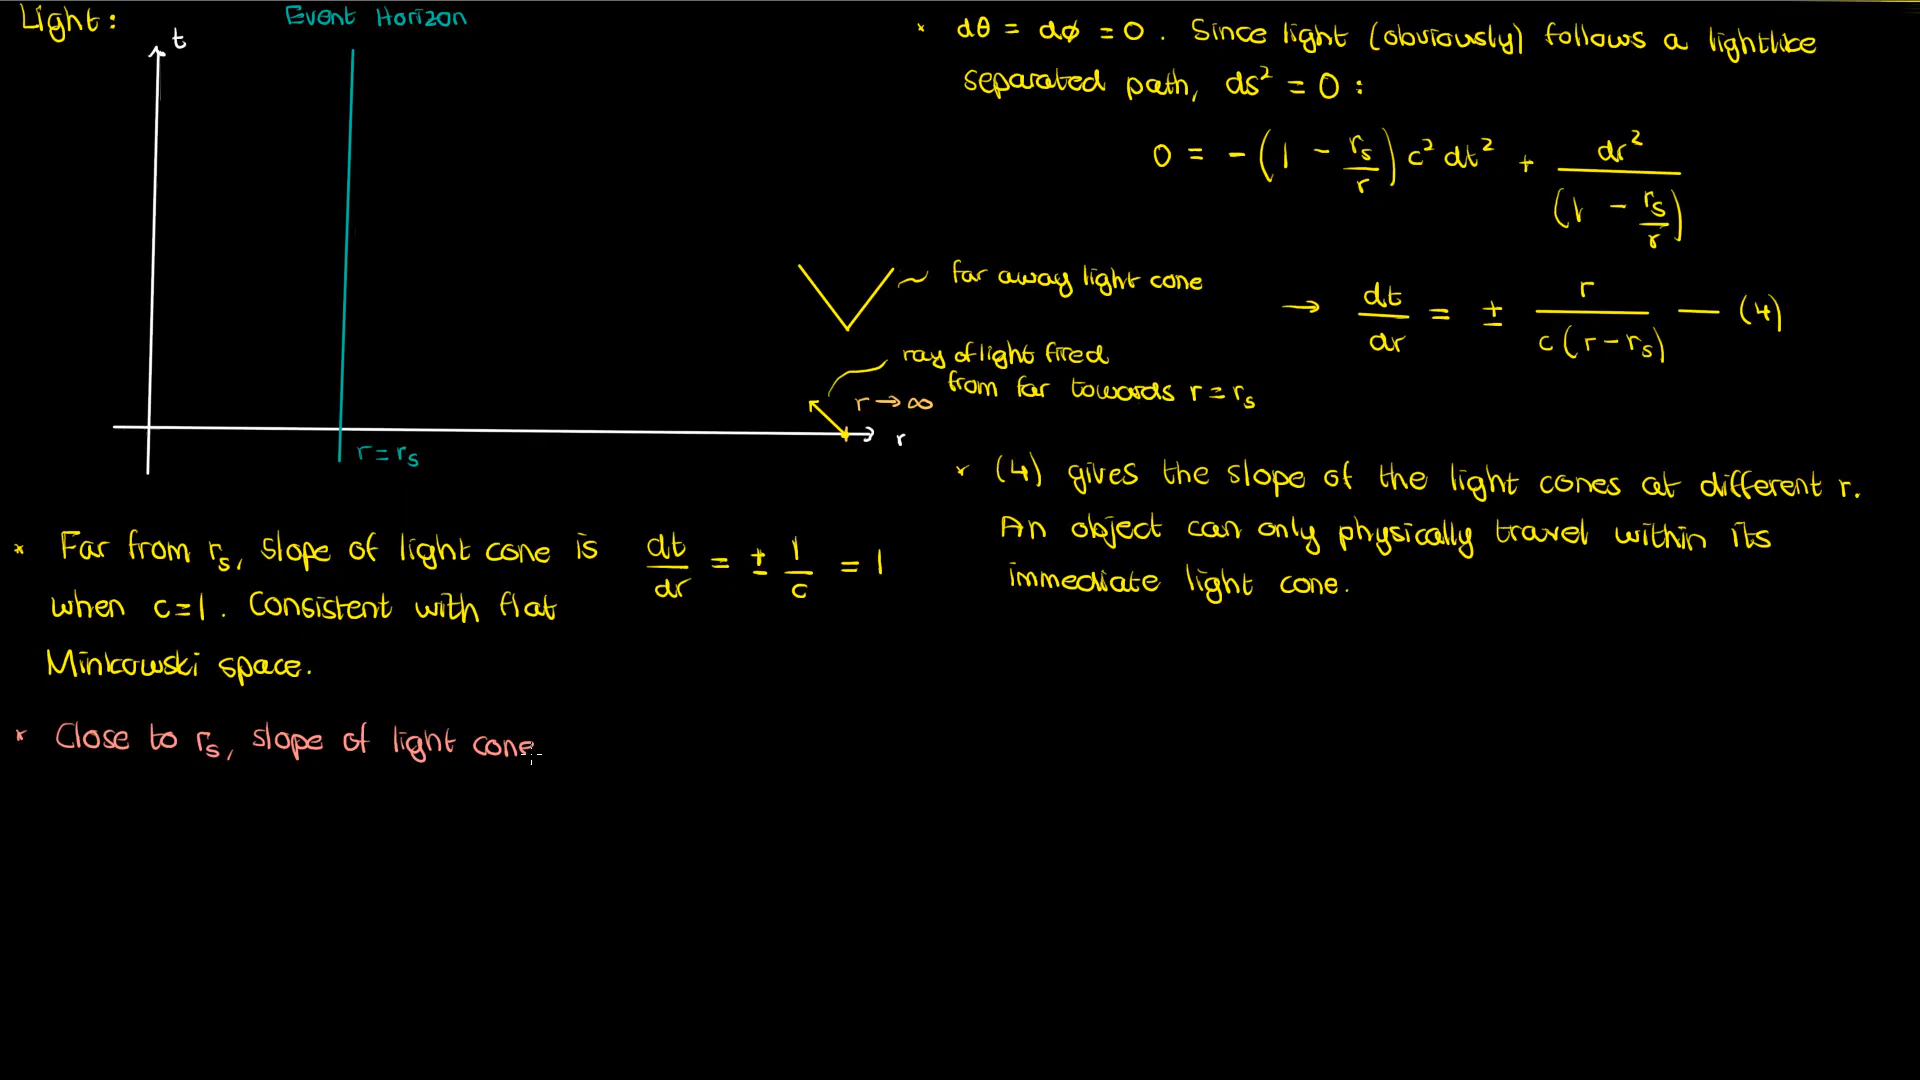 Light:
Event Horizon
t
r = rₛ
r
r → ∞
far away light cone
ray of light fired
from far towards r = rₛ
* Far from rₛ, slope of light cone is dt/dr = ± 1/c = 1
when c=1. Consistent with flat
Minkowski space.
* Close to rₛ, slope of light cone
* dθ = dϕ = 0. Since light (obviously) follows a lightlike
separated path, ds² = 0 :
0 = -(1 - rₛ/r) c² dt² + dr²/(1 - rₛ/r)
→ dt/dr = ± r/(c(r-rₛ)) — (4)
* (4) gives the slope of the light cones at different r.
An object can only physically travel within its
immediate light cone.